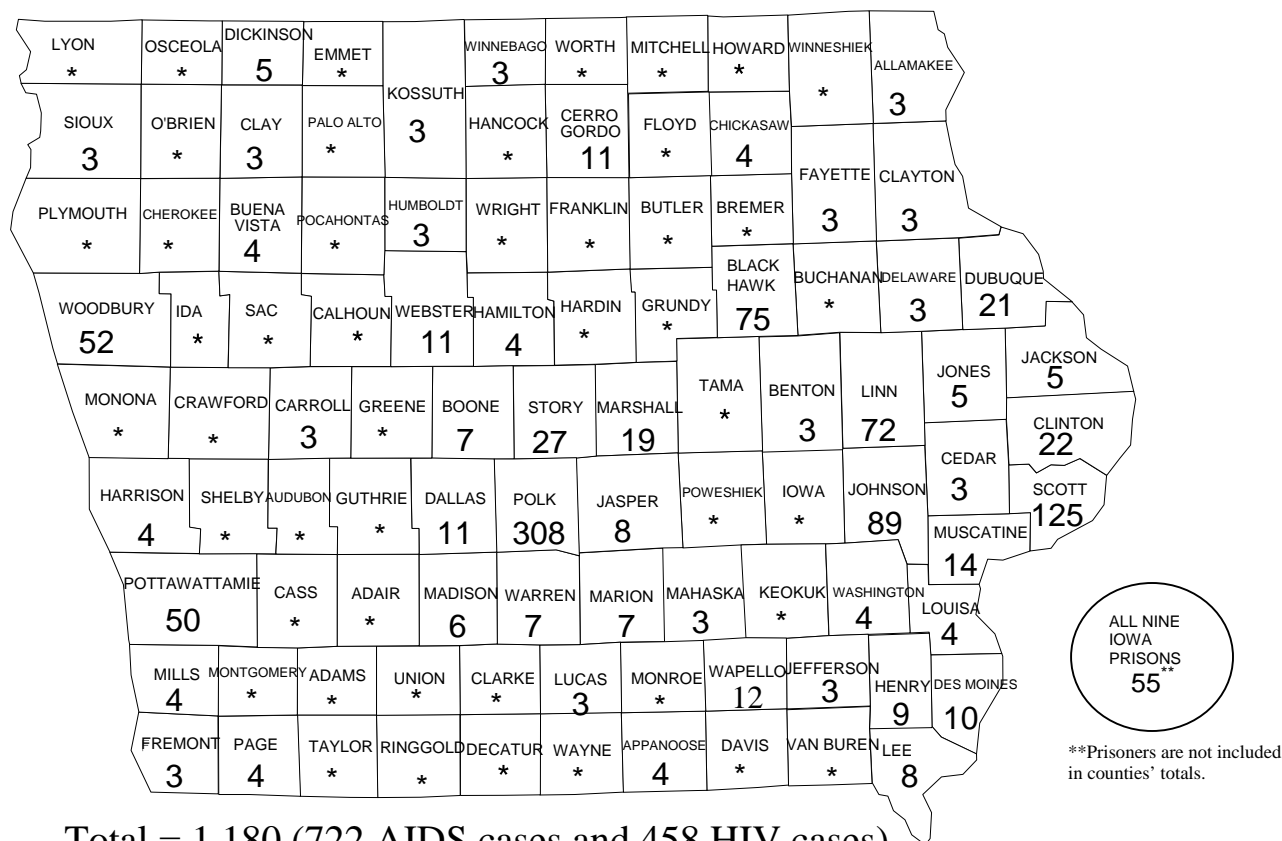 LYON
*
OSCEOLA
*
DICKINSON
5
EMMET
*
KOSSUTH
3
WINNEBAGO
3
WORTH
*
MITCHELL
*
HOWARD
*
WINNESHIEK
*
ALLAMAKEE
3
SIOUX
3
O'BRIEN
*
CLAY
3
PALO ALTO
*
HANCOCK
*
CERRO
GORDO
11
FLOYD
*
CHICKASAW
4
FAYETTE
3
CLAYTON
3
PLYMOUTH
*
CHEROKEE
*
BUENA
VISTA
4
POCAHONTAS
*
HUMBOLDT
3
WRIGHT
*
FRANKLIN
*
BUTLER
*
BREMER
*
WOODBURY
52
IDA
*
SAC
*
CALHOUN
*
WEBSTER
11
HAMILTON
4
HARDIN
*
GRUNDY
*
BLACK
HAWK
75
BUCHANAN
*
DELAWARE
3
DUBUQUE
21
MONONA
*
CRAWFORD
*
CARROLL
3
GREENE
*
BOONE
7
STORY
27
MARSHALL
19
TAMA
*
BENTON
3
LINN
72
JONES
5
JACKSON
5
CLINTON
22
HARRISON
4
SHELBY
*
AUDUBON
*
GUTHRIE
*
DALLAS
11
POLK
308
JASPER
8
POWESHIEK
*
IOWA
*
JOHNSON
89
CEDAR
3
SCOTT
125
MUSCATINE
14
POTTAWATTAMIE
50
CASS
*
ADAIR
*
MADISON
6
WARREN
7
MARION
7
MAHASKA
3
KEOKUK
*
WASHINGTON
4
LOUISA
4
MILLS
4
MONTGOMERY
*
ADAMS
*
UNION
*
CLARKE
*
LUCAS
3
MONROE
*
WAPELLO
12
JEFFERSON
3
HENRY
9
DES MOINES
10
FREMONT
3
PAGE
4
TAYLOR
*
RINGGOLD
*
DECATUR
*
WAYNE
*
APPANOOSE
4
DAVIS
*
VAN BUREN
*
LEE
8
ALL NINE
IOWA
PRISONS
55**
**Prisoners are not included
in counties' totals.
Total = 1,180 (722 AIDS cases and 458 HIV cases)